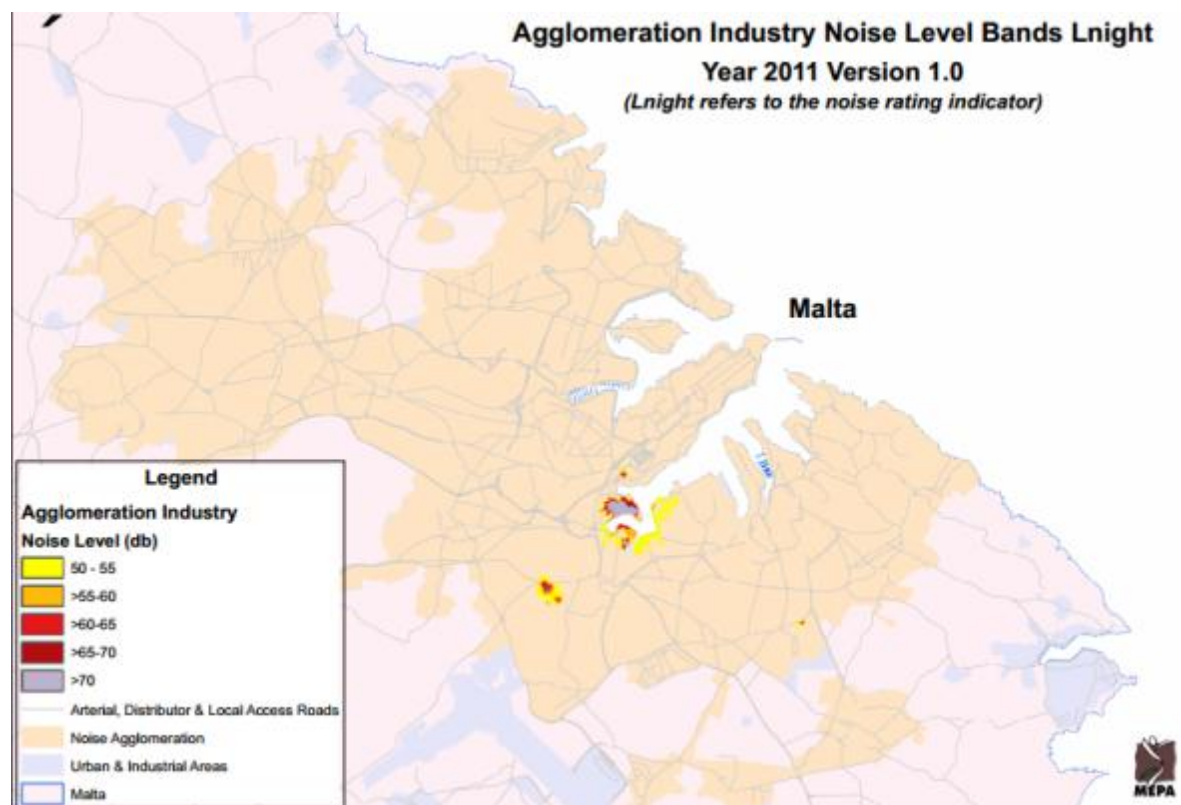 Agglomeration Industry Noise Level Bands Lnight
Year 2011 Version 1.0
(Lnight refers to the noise rating indicator)
Malta
Legend
Agglomeration Industry
Noise Level (db)
50 - 55
>55-60
>60-65
>65-70
>70
Arterial, Distributor & Local Access Roads
Noise Agglomeration
Urban & Industrial Areas
Malta
MEPA